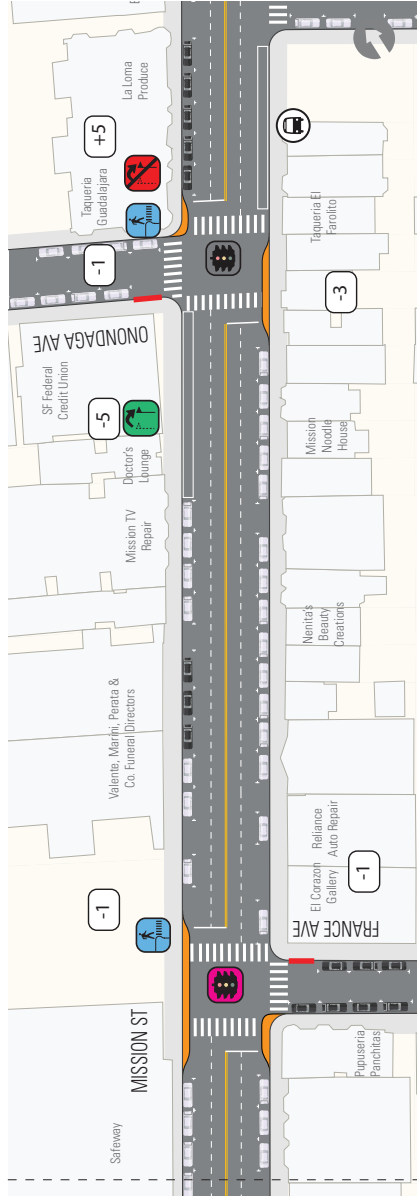 E
La Loma
Produce
+5
Taqueria
Guadalajara
-1
ONONDAGA AVE
SF Federal
Credit Union
-5
Doctor's
Lounge
Mission TV
Repair
Valente, Marini, Perata &
Co. Funeral Directors
-1
MISSION ST
Safeway
Taqueria El
Farolito
-3
Mission
Noodle
House
Nenita's
Beauty
Creations
Reliance
Auto Repair
El Corazon
Gallery
-1
FRANCE AVE
Pupuseria
Panchitas